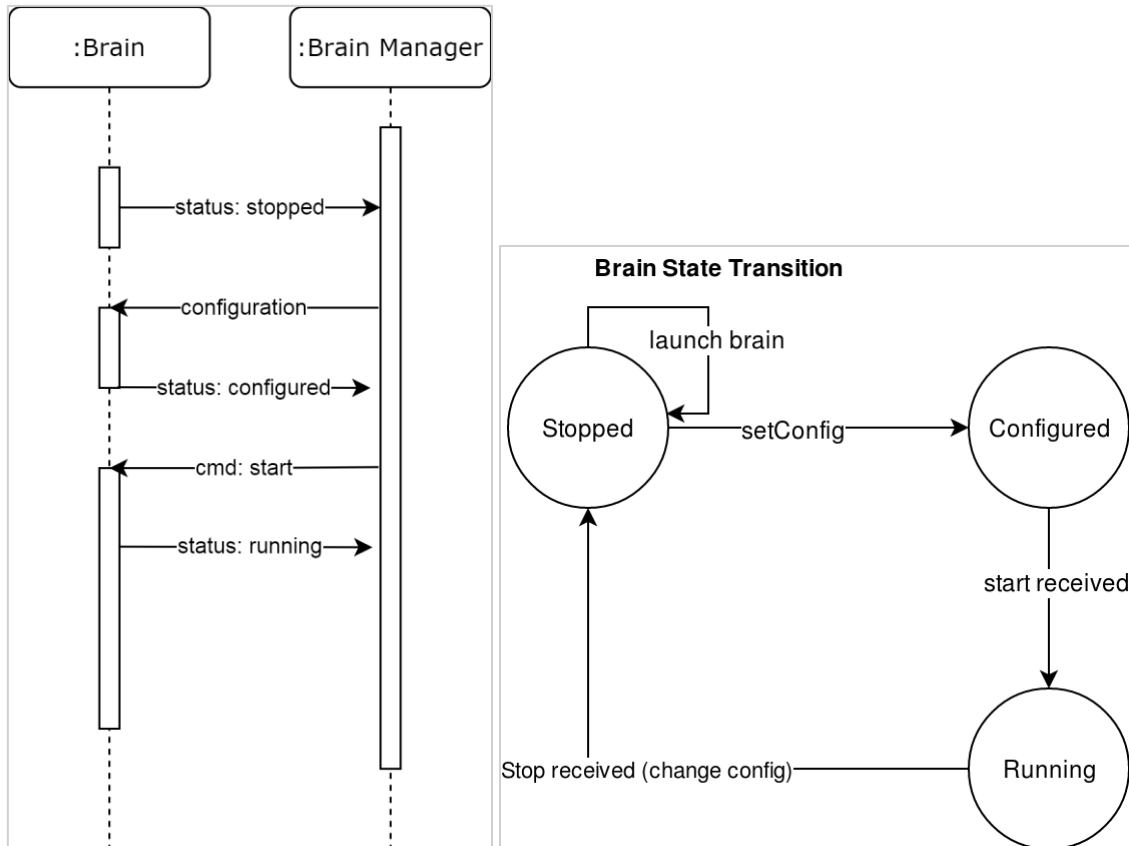 :Brain
:Brain Manager
status: stopped
configuration
status: configured
cmd: start
status: running
Brain State Transition
launch brain
Stopped
setConfig
Configured
start received
Stop received (change config)
Running